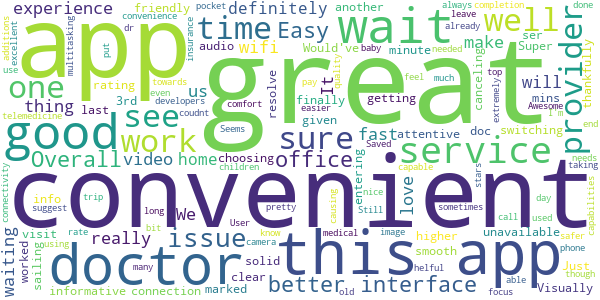 experience
friendly
convenience
pocket
definitely
another
always
leave
completion
dr
additions
excellent
multitasking
insurance
needed
baby
put
already
app
great
wait
well
time
Easy
wifi
audio
minute
make
ser
Super
Would've
canceling
done
use
even
towards
developers
comfort
couldnt
rating
us
It
will
provider
thankfully
one
thing
last
3rd
resolve
finally
given
getting
mins
Awesome
top
extremely
feel
much
quality
pay
easier
Seems
Saved
I'm
end
good
see
work
sure
fast
attentive
doc
switching
telemedicine
Overall
video
home
choosing
office
service
children
entering
love
needs
taking
connectivity
info
suggest
trip
We
convenient
causing
nice
Still
capable
sometimes
stars
day
call
used
unavailable
capabilities
waiting
visit
really
issue
User
pretty
long
bit
medical
higher
smooth
helpful
Just
safer
phone
sailing
worked
rate
using
many
doctor
clear
solid
know
camera
image
old
this app
able
focus
though
Visually
informative
connection
marked
better
interface